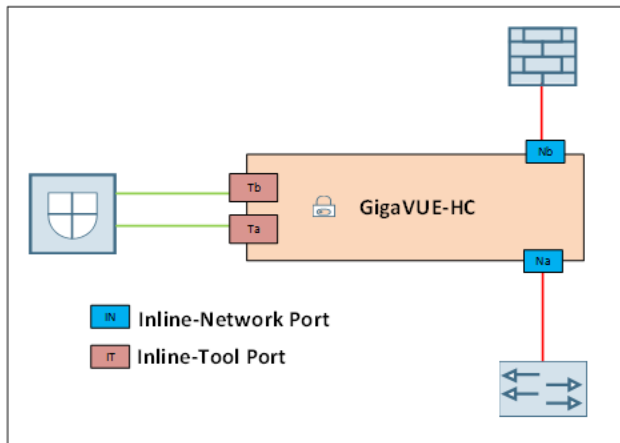 Nb
Tb
GigaVUE-HC
Ta
Na
IN Inline-Network Port
IT Inline-Tool Port